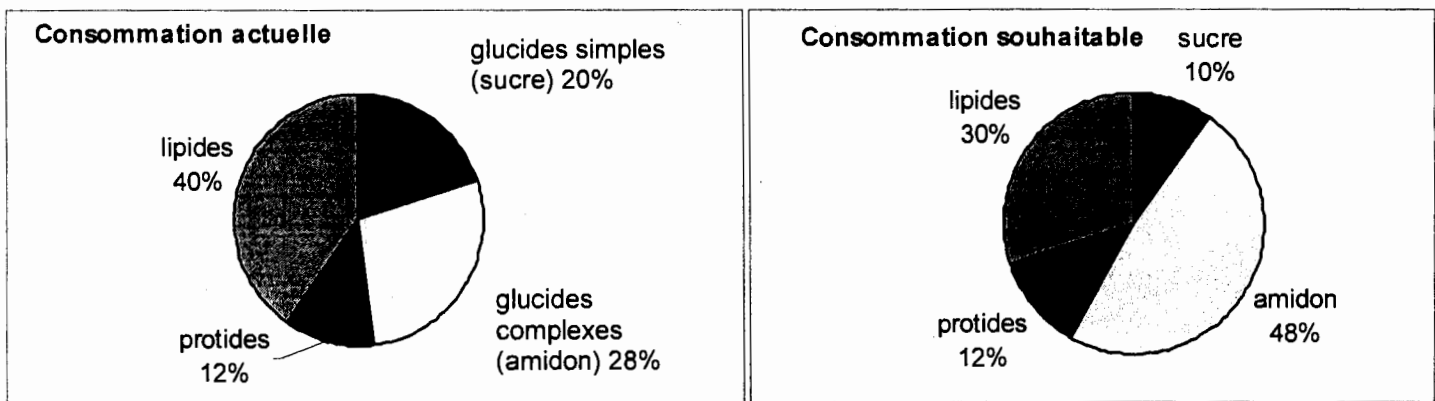 Consommation actuelle
glucides simples
(sucre) 20%
lipides
40%
protides
12%
glucides
complexes
(amidon) 28%
Consommation souhaitable
sucre
10%
lipides
30%
protides
12%
amidon
48%